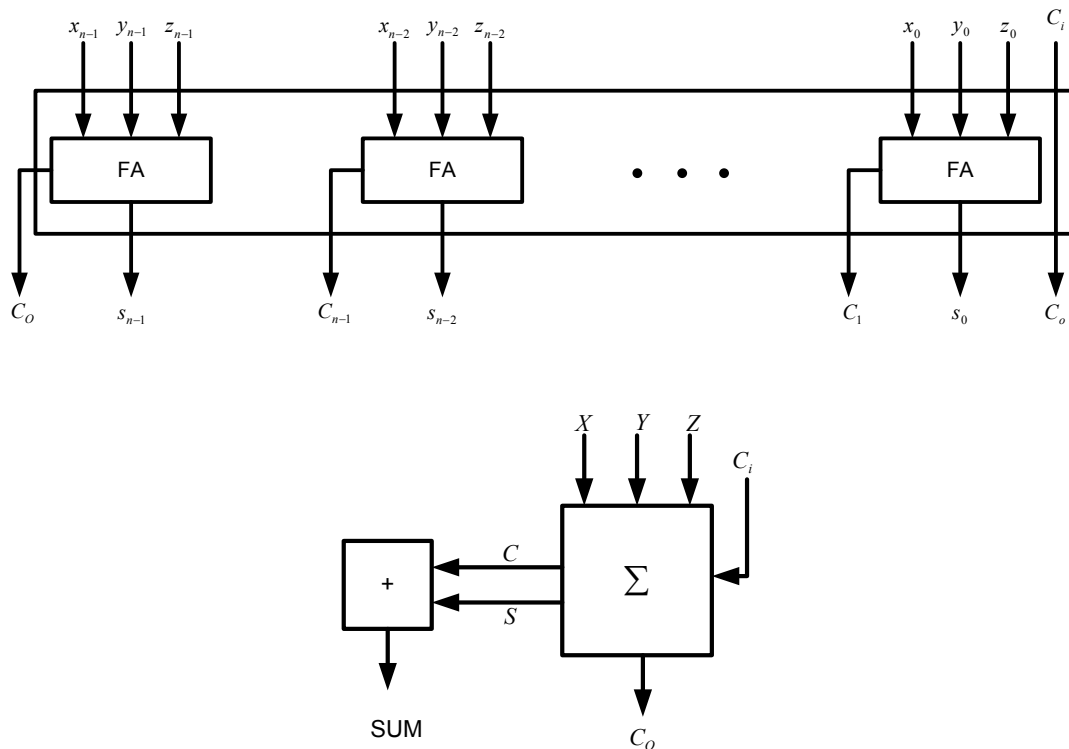 x_{n-1} y_{n-1} z_{n-1} x_{n-2} y_{n-2} z_{n-2} x_0 y_0 z_0 C_i
FA FA • • • FA
C_O s_{n-1} C_{n-1} s_{n-2} C_1 s_0 C_o
X Y Z
C_i
C
+ Σ
S
SUM C_O